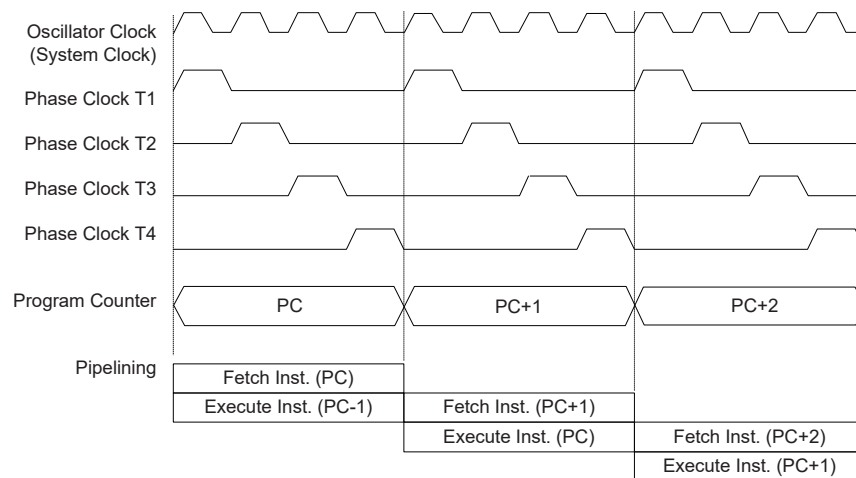 Oscillator Clock
(System Clock)
Phase Clock T1
Phase Clock T2
Phase Clock T3
Phase Clock T4
Program Counter
PC
PC+1
PC+2
Pipelining
Fetch Inst. (PC)
Execute Inst. (PC-1)
Fetch Inst. (PC+1)
Execute Inst. (PC)
Fetch Inst. (PC+2)
Execute Inst. (PC+1)